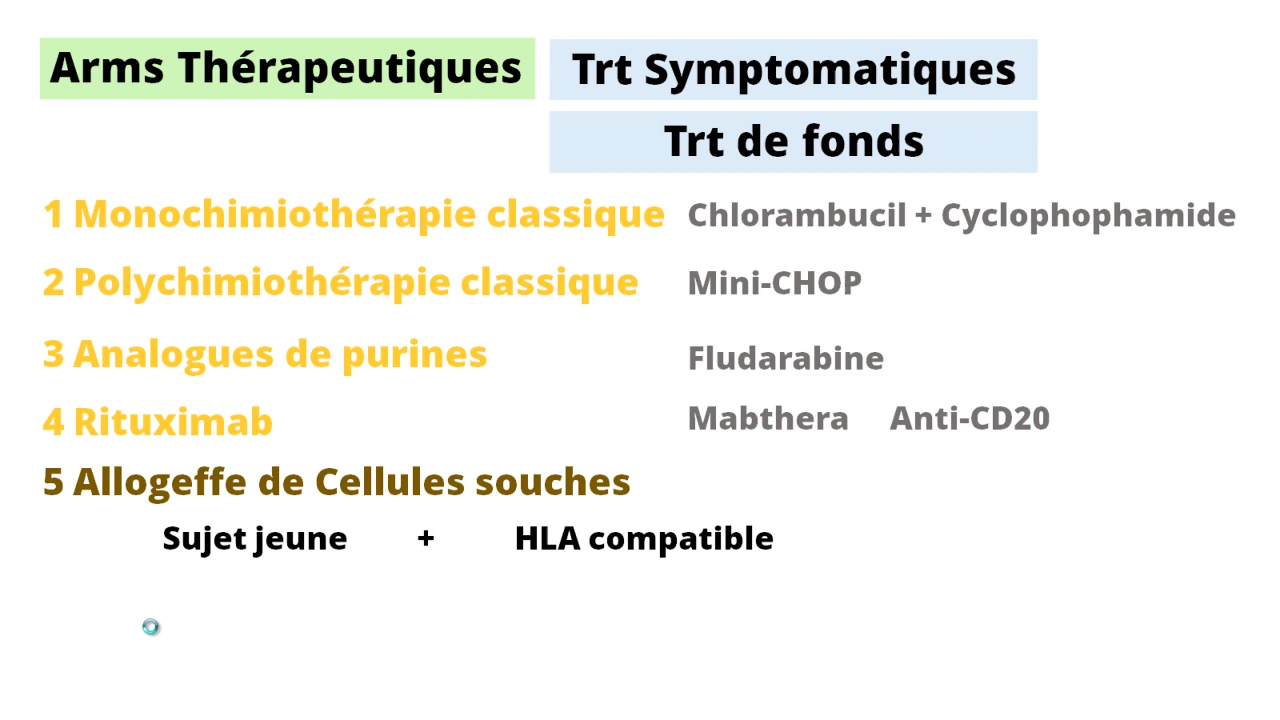 Arms Thérapeutiques
Trt Symptomatiques
Trt de fonds
1 Monochimiothérapie classique Chlorambucil + Cyclophophamide
2 Polychimiothérapie classique Mini-CHOP
3 Analogues de purines Fludarabine
4 Rituximab Mabthera Anti-CD20
5 Allogeffe de Cellules souches
Sujet jeune + HLA compatible